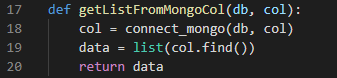 17 def getListFromMongoCol(db, col):
18     col = connect_mongo(db, col)
19     data = list(col.find())
20     return data